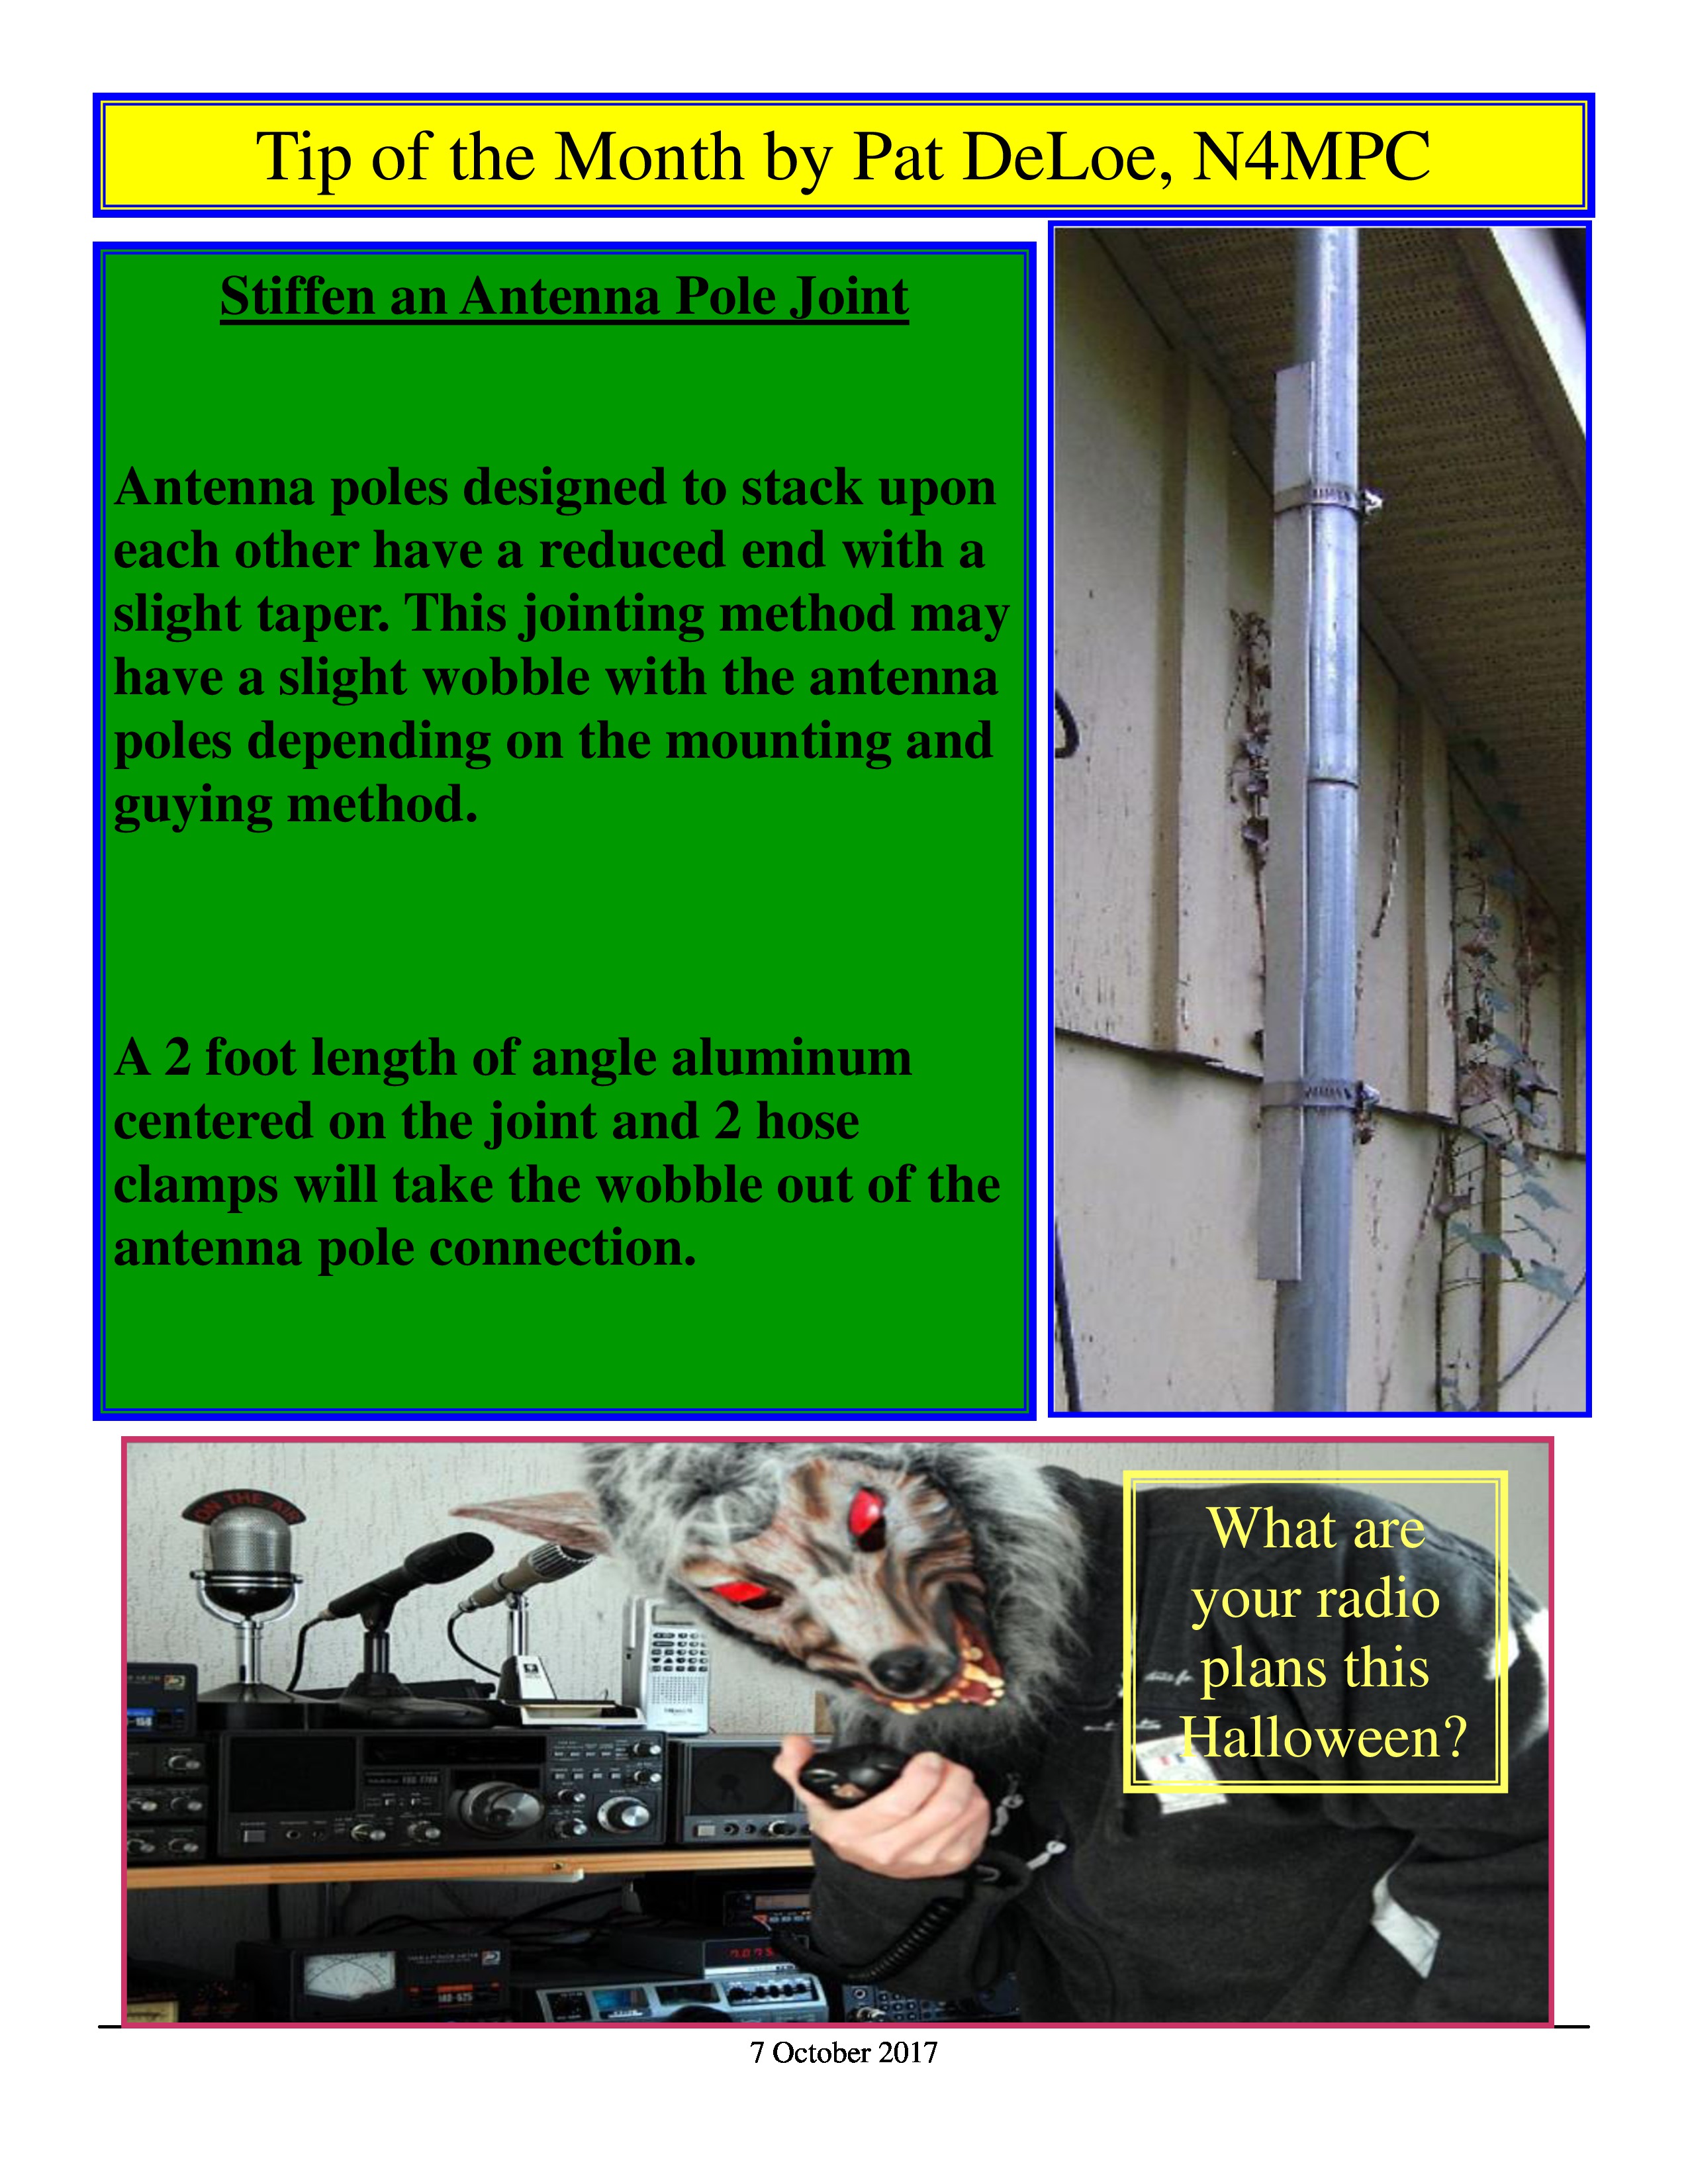 Tip of the Month by Pat DeLoe, N4MPC
Stiffen an Antenna Pole Joint
Antenna poles designed to stack upon
each other have a reduced end with a
slight taper. This jointing method may
have a slight wobble with the antenna
poles depending on the mounting and
guying method.
A 2 foot length of angle aluminum
centered on the joint and 2 hose
clamps will take the wobble out of the
antenna pole connection.
ON THE AIR
What are
your radio
plans this
Halloween?
7 October 2017